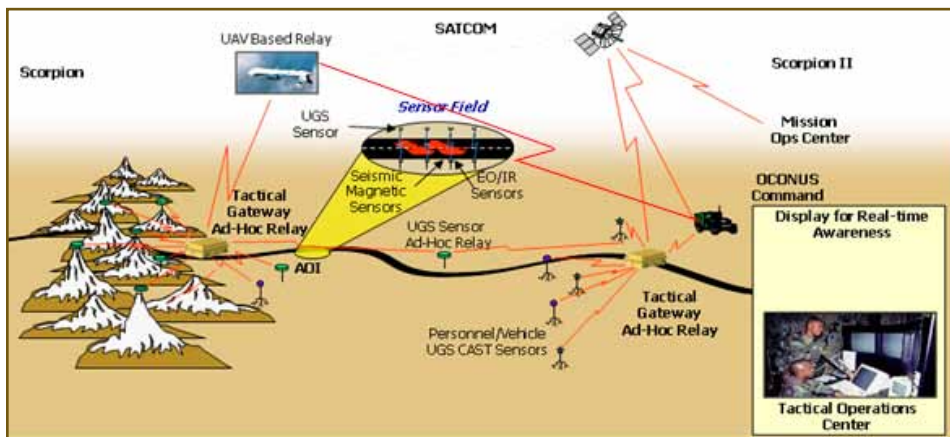 SATCOM
UAV Based Relay
Scorpion
Scorpion II
Sensor Field
UGS
Sensor
Mission
Ops Center
Seismic
Magnetic
Sensors
EO/IR
Sensors
OCONUS
Command
Tactical
Gateway
Ad-Hoc Relay
UGS Sensor
Ad-Hoc Relay
AOI
Display for Real-time
Awareness
Tactical
Gateway
Ad-Hoc Relay
Personnel/Vehicle
UGS CAST Sensors
Tactical Operations
Center